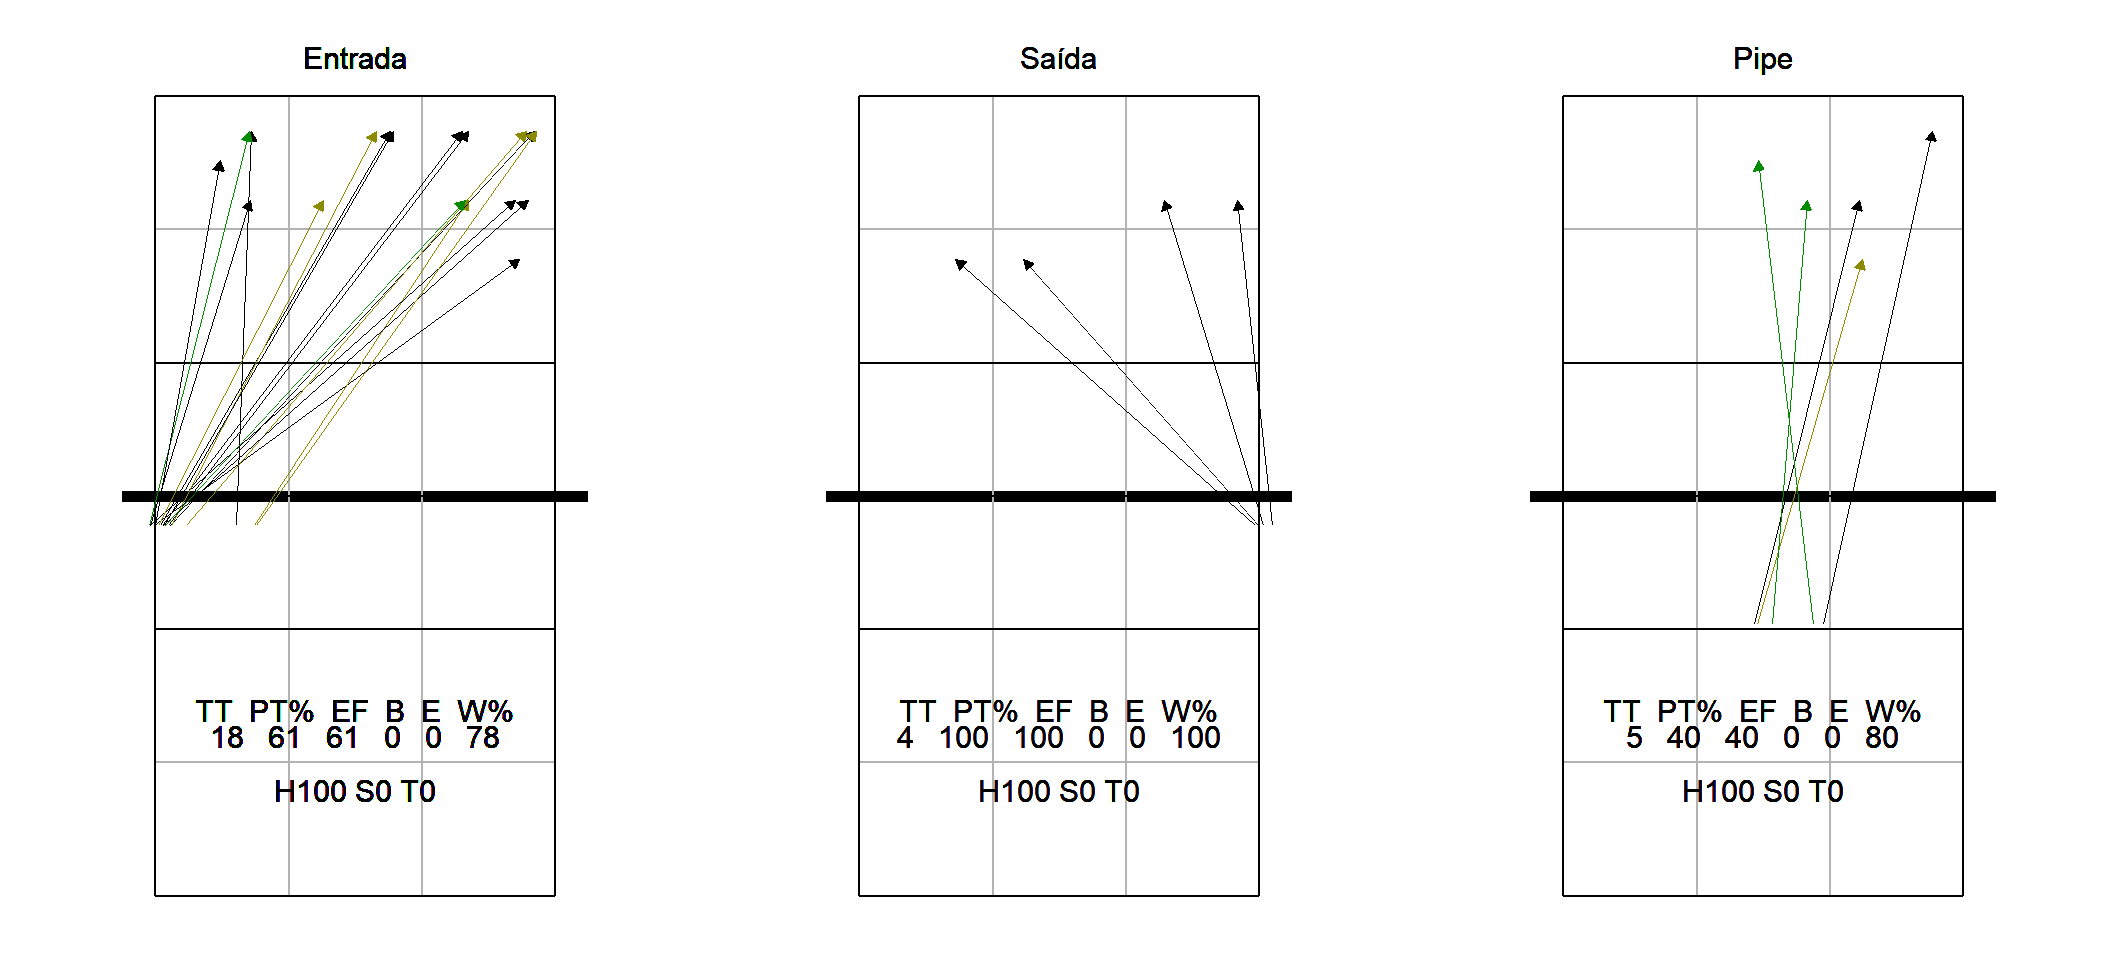 Entrada
TT PT% EF B E W%
18 61 61 0 0 78
H100 S0 T0
Saída
TT PT% EF B E W%
4 100 100 0 0 100
H100 S0 T0
Pipe
TT PT% EF B E W%
5 40 40 0 0 80
H100 S0 T0